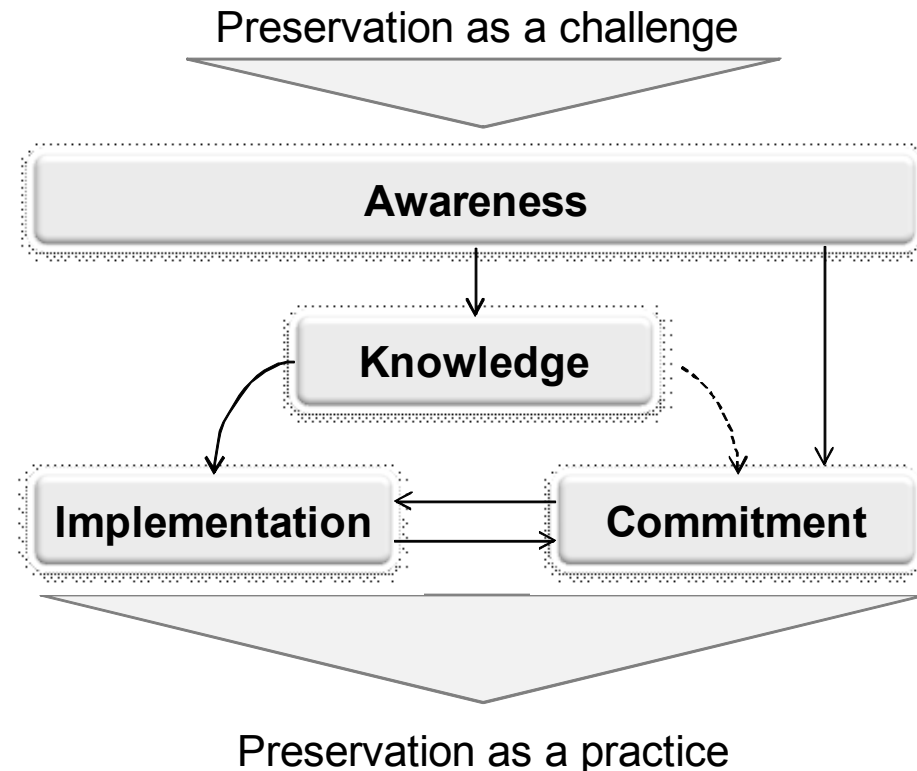 Preservation as a challenge
Awareness
Knowledge
Implementation
Commitment
Preservation as a practice